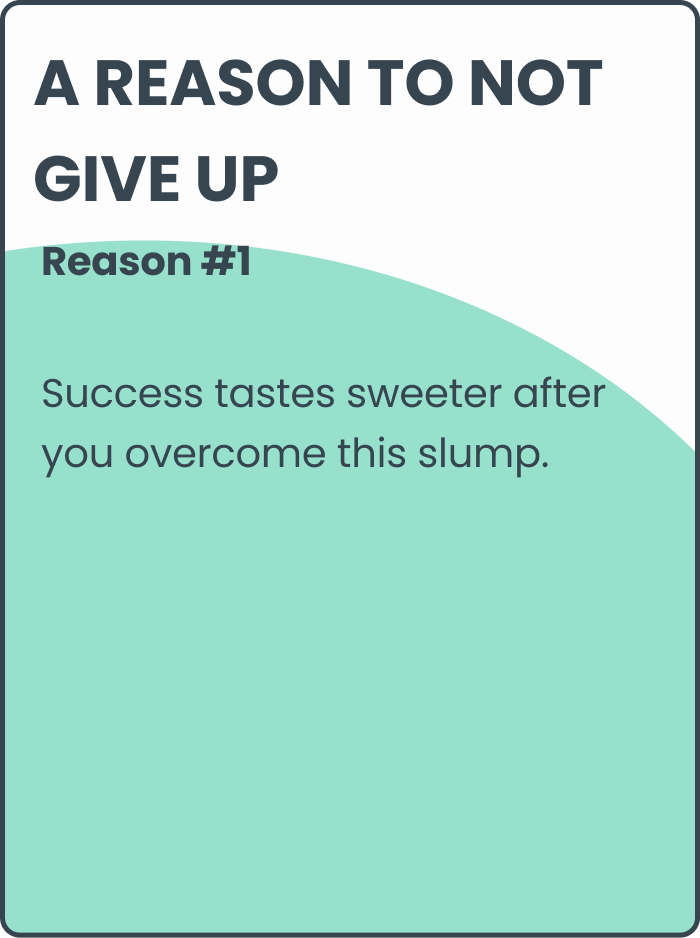 A REASON TO NOT
GIVE UP
Reason #1
Success tastes sweeter after
you overcome this slump.